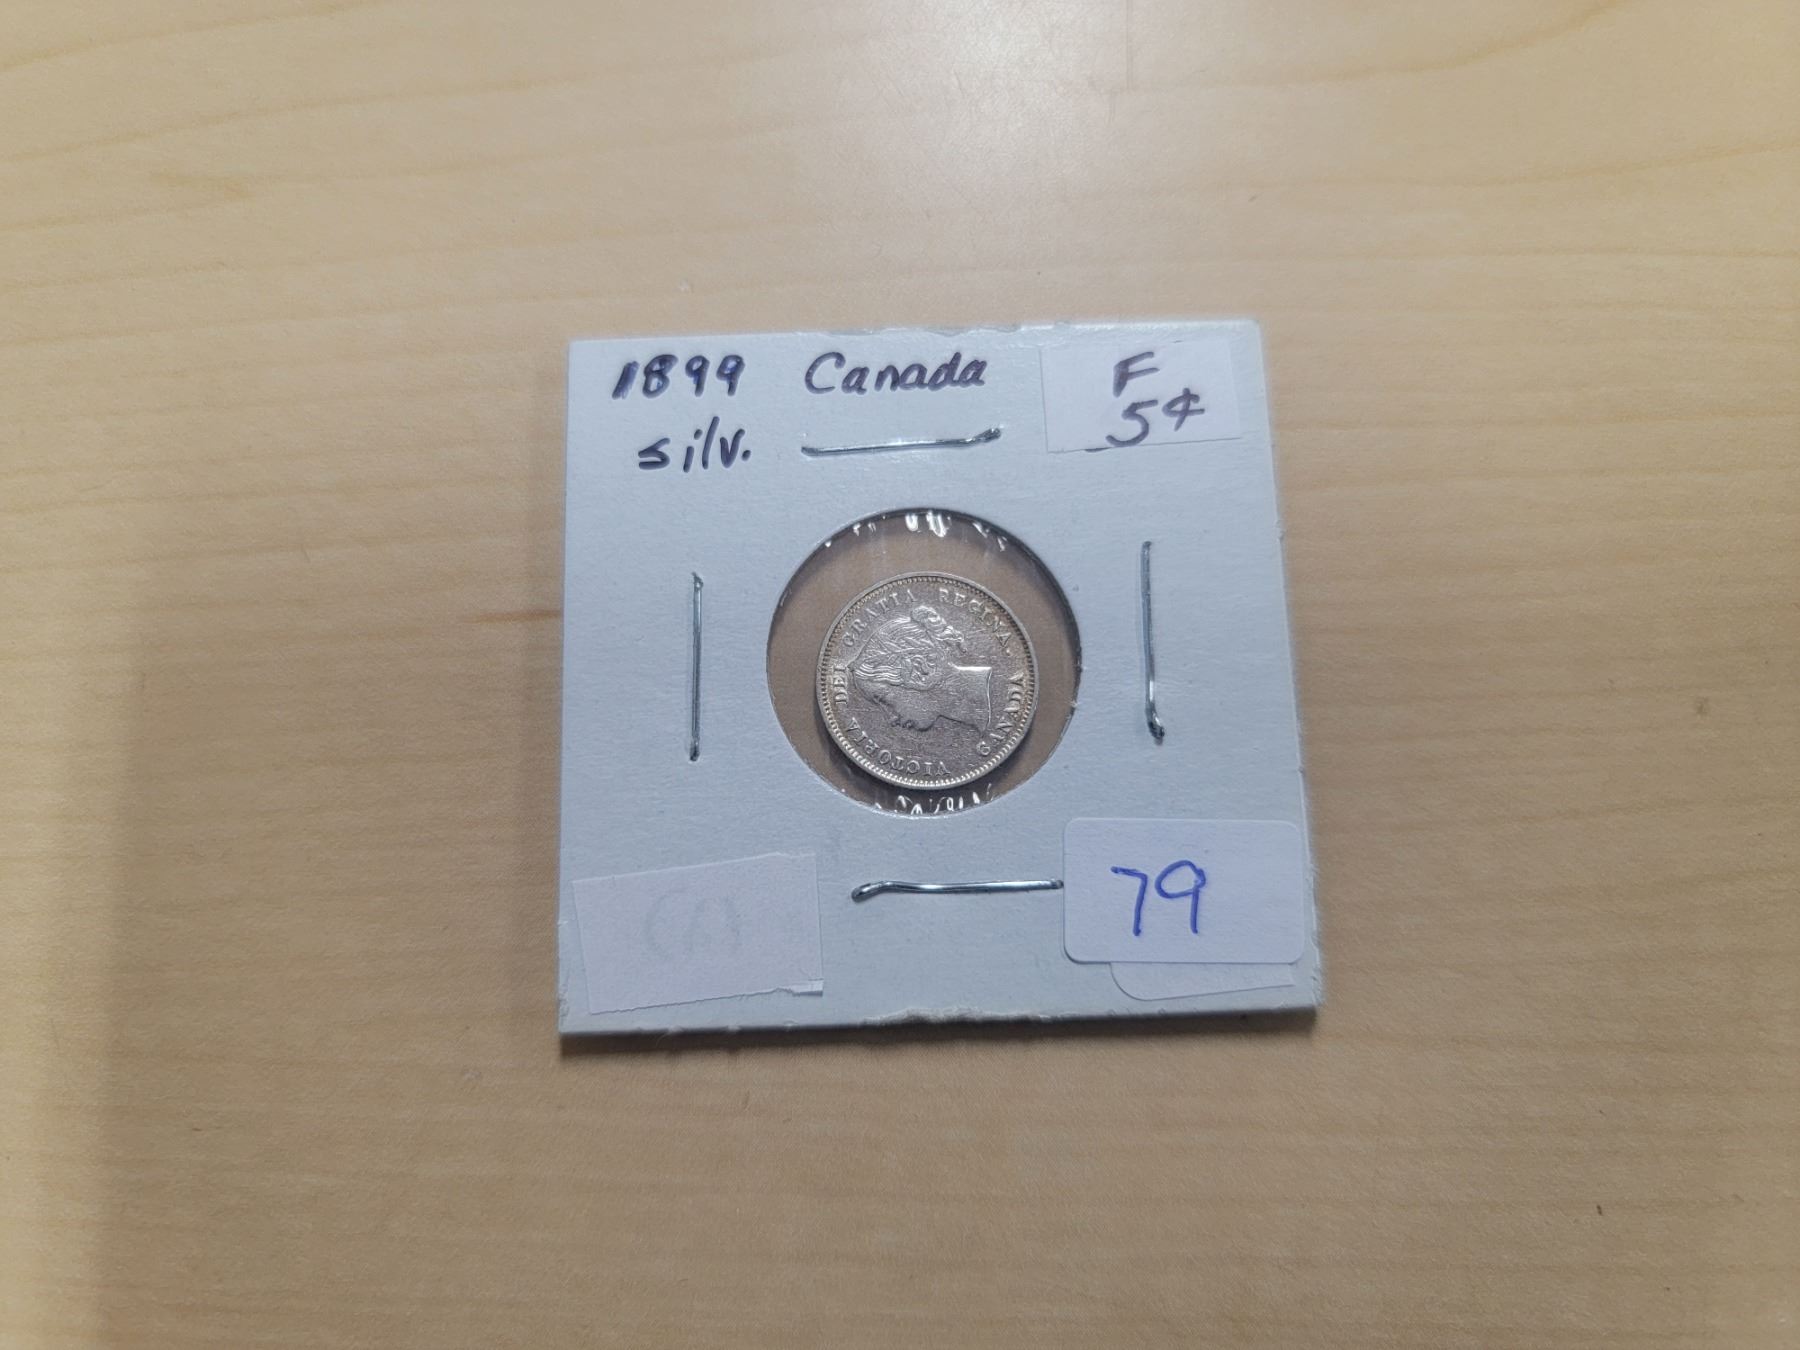 1899 Canada
silv.
F
5¢
VICTORIA DEI GRATIA REGINA. CANADA
79